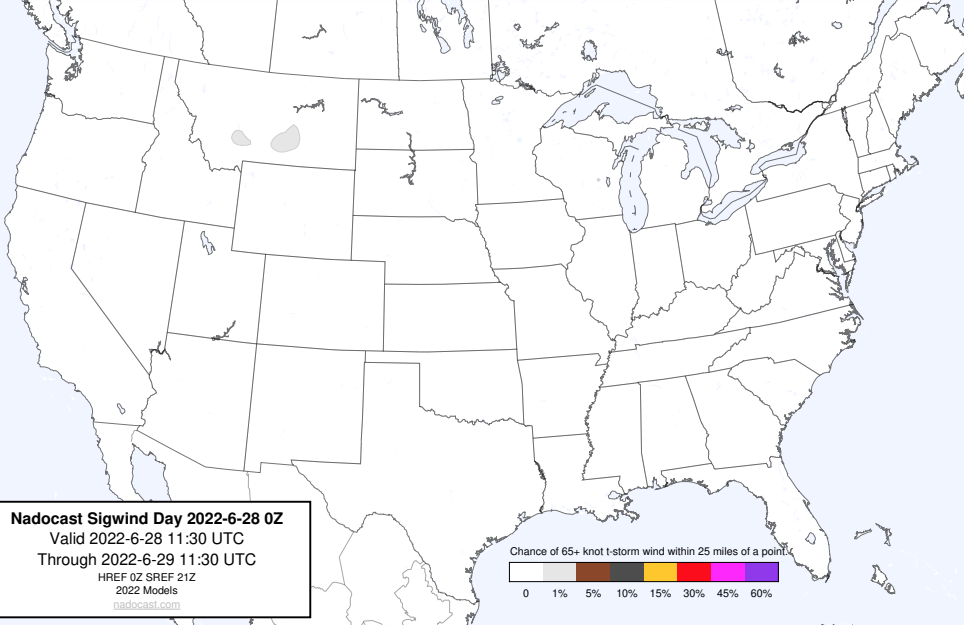 Nadocast Sigwind Day 2022-6-28 0Z
Valid 2022-6-28 11:30 UTC
Through 2022-6-29 11:30 UTC
HREF 0Z SREF 21Z
2022 Models
nadocast.com
Chance of 65+ knot t-storm wind within 25 miles of a point.
0 1% 5% 10% 15% 30% 45% 60%